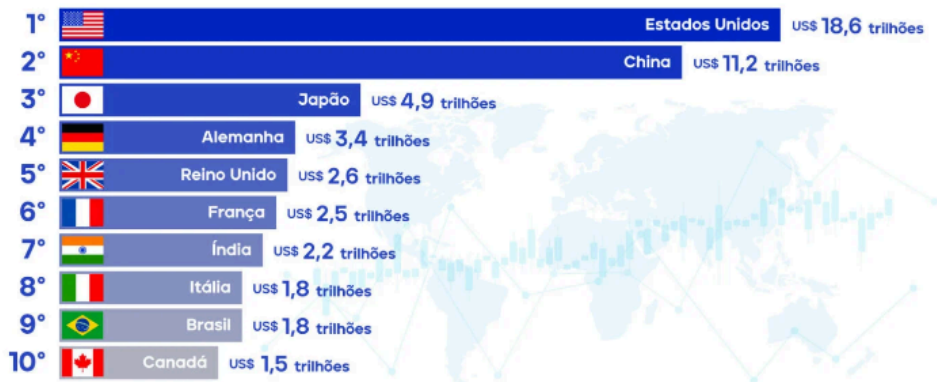 1° Estados Unidos US$ 18,6 trilhões
2° China US$ 11,2 trilhões
3° Japão US$ 4,9 trilhões
4° Alemanha US$ 3,4 trilhões
5° Reino Unido US$ 2,6 trilhões
6° França US$ 2,5 trilhões
7° Índia US$ 2,2 trilhões
8° Itália US$ 1,8 trilhões
9° Brasil US$ 1,8 trilhões
10° Canadá US$ 1,5 trilhões